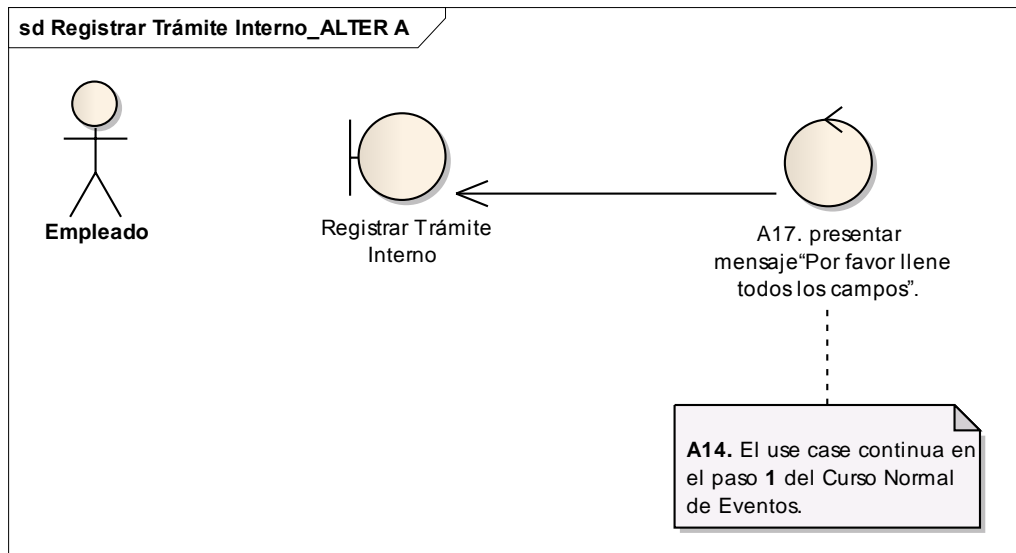 sd Registrar Trámite Interno_ALTER A
Empleado
Registrar Trámite
Interno
A17. presentar
mensaje“Por favor llene
todos los campos”.
A14. El use case continua en
el paso 1 del Curso Normal
de Eventos.